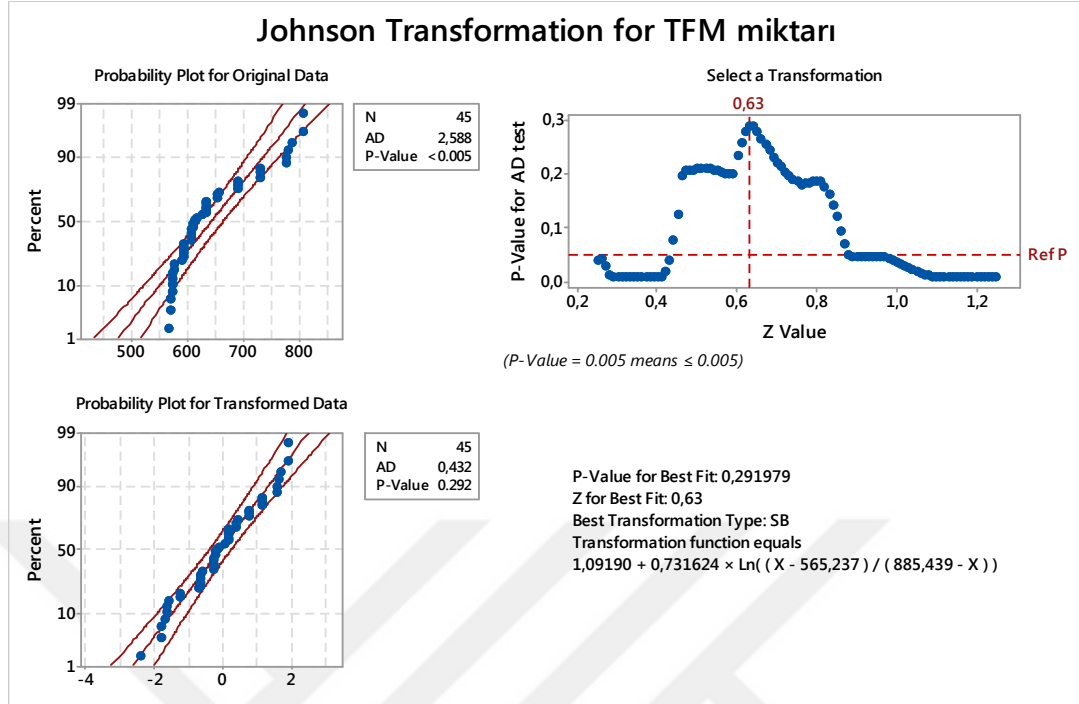 Johnson Transformation for TFM miktarı
Probability Plot for Original Data
99
90
50
10
1
Percent
500
600
700
800
N 45
AD 2,588
P-Value <0.005
Select a Transformation
0,63
0,3
0,2
0,1
0,0
P-Value for AD test
Ref P
0,2
0,4
0,6
0,8
1,0
1,2
Z Value
(P-Value = 0.005 means ≤ 0.005)
Probability Plot for Transformed Data
99
90
50
10
1
Percent
-4
-2
0
2
N 45
AD 0,432
P-Value 0.292
P-Value for Best Fit: 0,291979
Z for Best Fit: 0,63
Best Transformation Type: SB
Transformation function equals
1,09190 + 0,731624 × Ln( ( X - 565,237 ) / ( 885,439 - X ) )